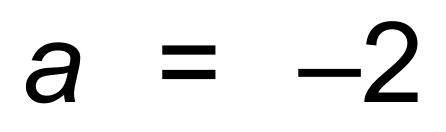 a = –2